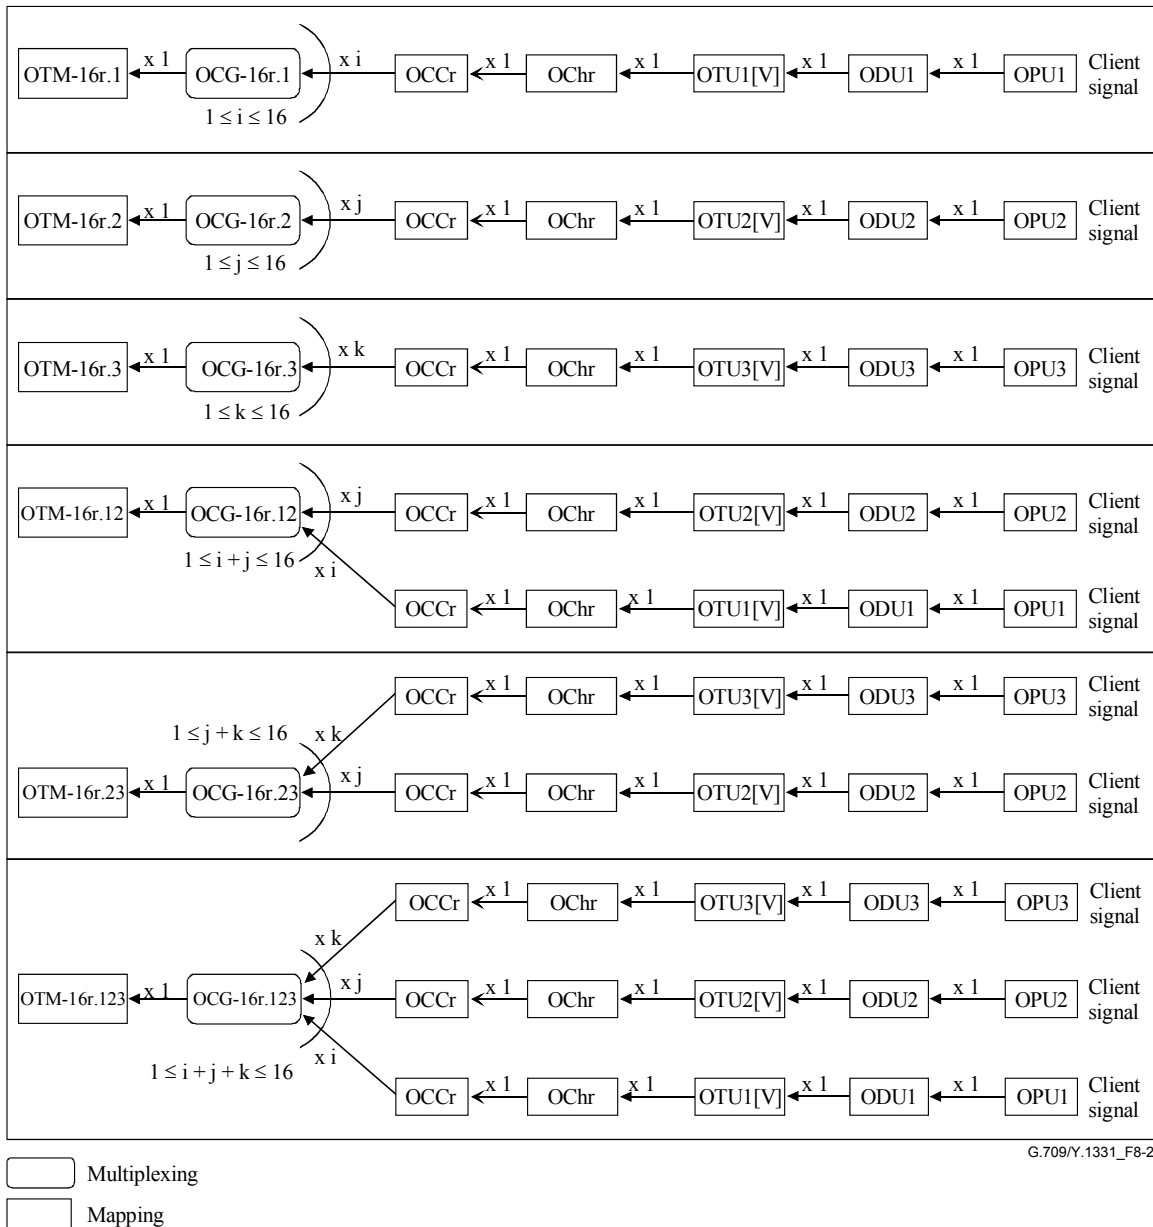 OTM-16r.1 x 1 OCG-16r.1 x i OCCr x 1 OChr x 1 OTU1[V] x 1 ODU1 x 1 OPU1 Client signal
1 ≤ i ≤ 16
OTM-16r.2 x 1 OCG-16r.2 x j OCCr x 1 OChr x 1 OTU2[V] x 1 ODU2 x 1 OPU2 Client signal
1 ≤ j ≤ 16
OTM-16r.3 x 1 OCG-16r.3 x k OCCr x 1 OChr x 1 OTU3[V] x 1 ODU3 x 1 OPU3 Client signal
1 ≤ k ≤ 16
OTM-16r.12 x 1 OCG-16r.12 x j OCCr x 1 OChr x 1 OTU2[V] x 1 ODU2 x 1 OPU2 Client signal
1 ≤ i + j ≤ 16
x i OCCr x 1 OChr x 1 OTU1[V] x 1 ODU1 x 1 OPU1 Client signal
x k OCCr x 1 OChr x 1 OTU3[V] x 1 ODU3 x 1 OPU3 Client signal
1 ≤ j + k ≤ 16
OTM-16r.23 x 1 OCG-16r.23 x j OCCr x 1 OChr x 1 OTU2[V] x 1 ODU2 x 1 OPU2 Client signal
x k OCCr x 1 OChr x 1 OTU3[V] x 1 ODU3 x 1 OPU3 Client signal
OTM-16r.123 x 1 OCG-16r.123 x j OCCr x 1 OChr x 1 OTU2[V] x 1 ODU2 x 1 OPU2 Client signal
1 ≤ i + j + k ≤ 16
x i OCCr x 1 OChr x 1 OTU1[V] x 1 ODU1 x 1 OPU1 Client signal
G.709/Y.1331_F8-2
Multiplexing
Mapping